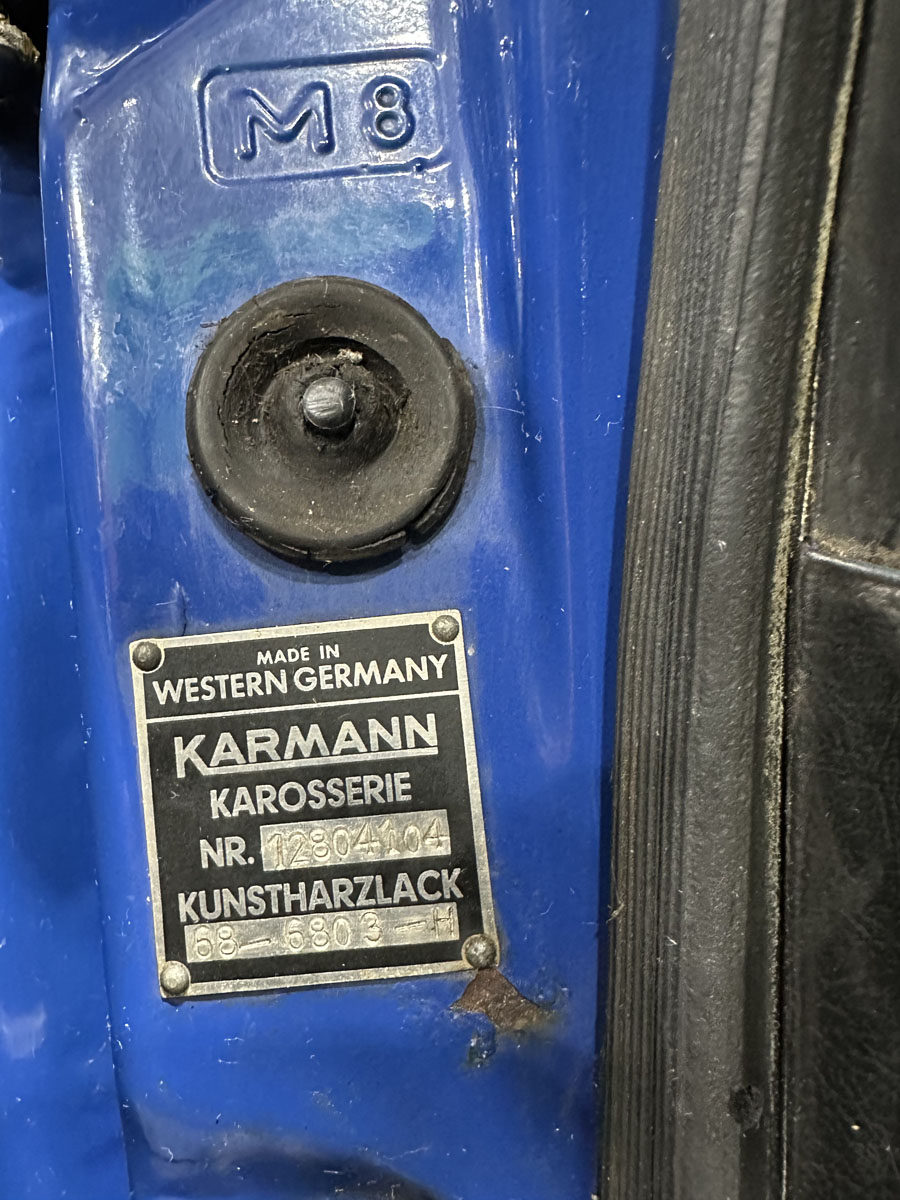 M8
MADE IN
WESTERN GERMANY
KARMANN
KAROSSERIE
NR. 12804104
KUNSTHARZLACK
68-6803-H